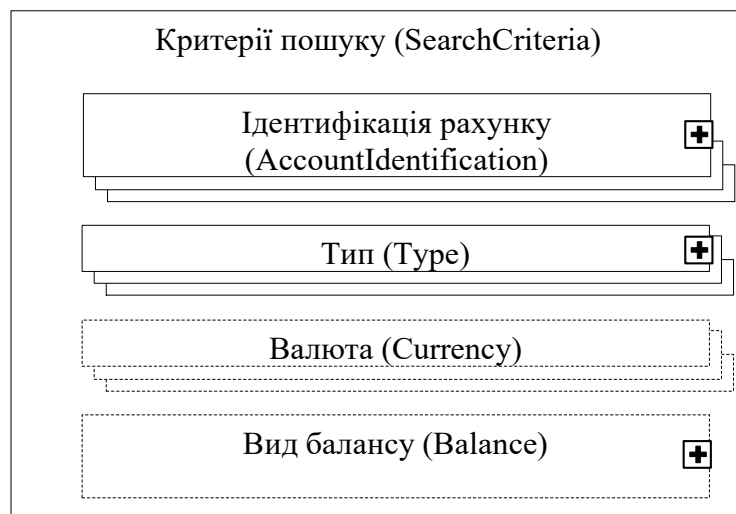 Критерії пошуку (SearchCriteria)
Ідентифікація рахунку
(AccountIdentification)
Тип (Type)
Валюта (Currency)
Вид балансу (Balance)